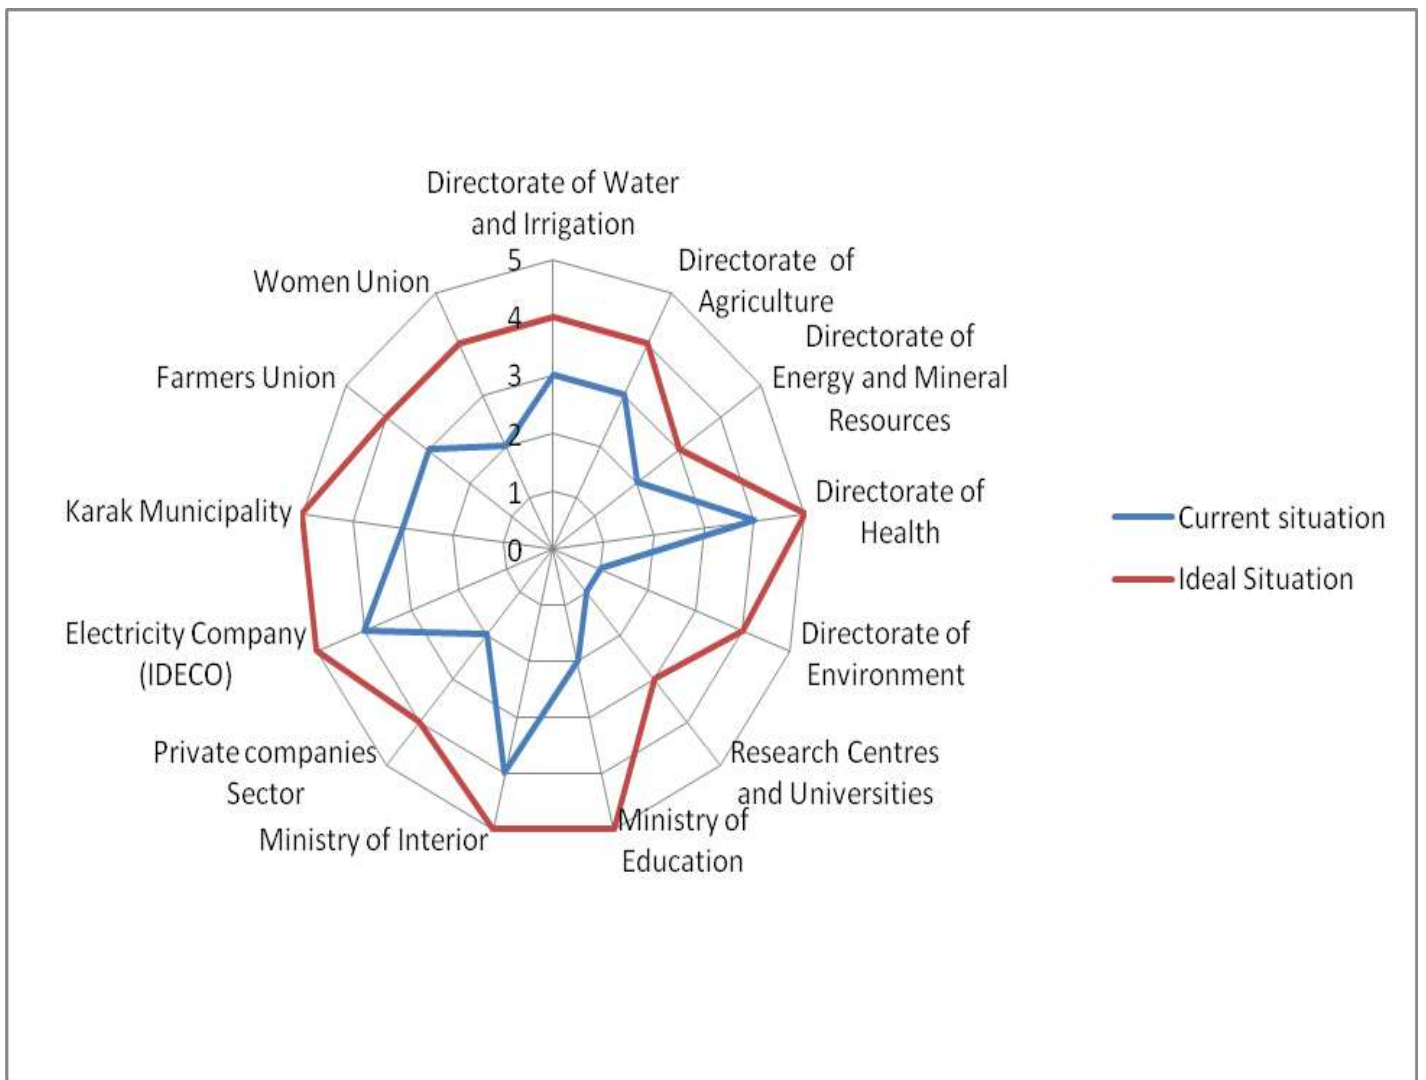 Directorate of Water
and Irrigation
Directorate of
Agriculture
Directorate of
Energy and Mineral
Resources
Directorate of
Health
Directorate of
Environment
Research Centres
and Universities
Ministry of
Education
Ministry of Interior
Private companies
Sector
Electricity Company
(IDECO)
Karak Municipality
Farmers Union
Women Union
5
4
3
2
1
0
Current situation
Ideal Situation